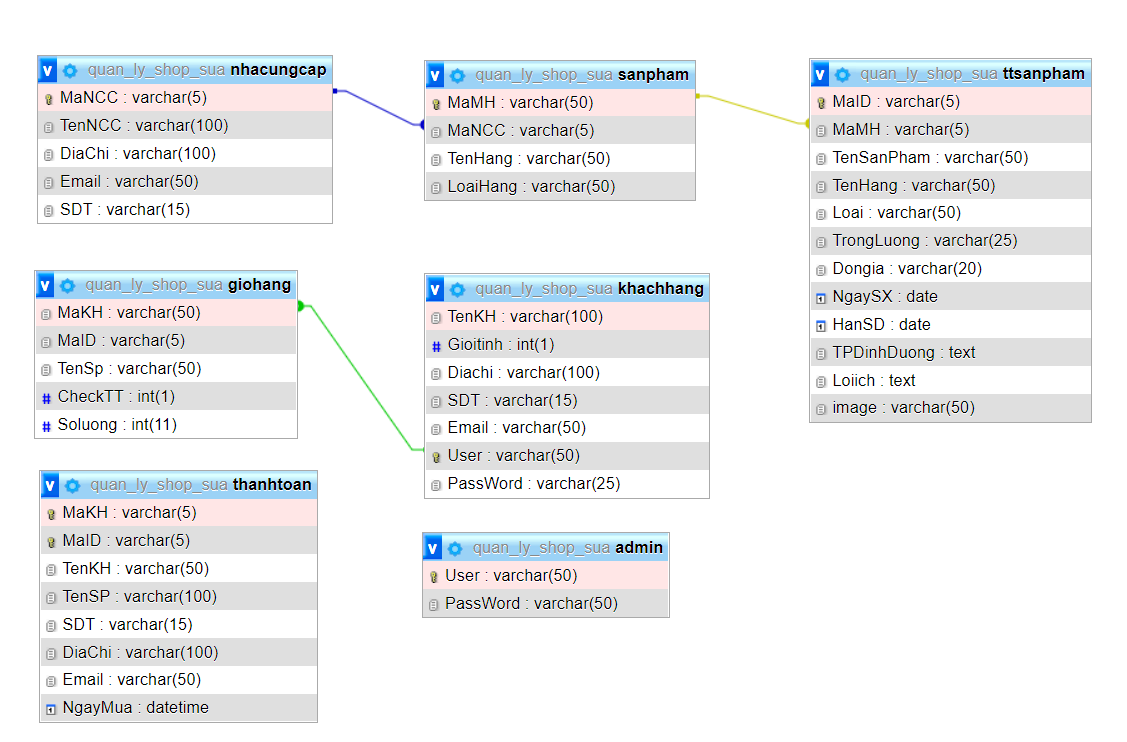 quan_ly_shop_sua nhacungcap
MaNCC : varchar(5)
TenNCC : varchar(100)
DiaChi : varchar(100)
Email : varchar(50)
SDT : varchar(15)
quan_ly_shop_sua sanpham
MaMH : varchar(50)
MaNCC : varchar(5)
TenHang : varchar(50)
LoaiHang : varchar(50)
quan_ly_shop_sua ttsanpham
MaID : varchar(5)
MaMH : varchar(5)
TenSanPham : varchar(50)
TenHang : varchar(50)
Loai : varchar(50)
TrongLuong : varchar(25)
Dongia : varchar(20)
NgaySX : date
HanSD : date
TPDinhDuong : text
Loiich : text
image : varchar(50)
quan_ly_shop_sua giohang
MaKH : varchar(50)
MaID : varchar(5)
TenSp : varchar(50)
# CheckTT : int(1)
# Soluong : int(11)
quan_ly_shop_sua khachhang
TenKH : varchar(100)
# Gioitinh : int(1)
Diachi : varchar(100)
SDT : varchar(15)
Email : varchar(50)
User : varchar(50)
PassWord : varchar(25)
quan_ly_shop_sua thanhtoan
MaKH : varchar(5)
MaID : varchar(5)
TenKH : varchar(50)
TenSP : varchar(100)
SDT : varchar(15)
DiaChi : varchar(100)
Email : varchar(50)
NgayMua : datetime
quan_ly_shop_sua admin
User : varchar(50)
PassWord : varchar(50)